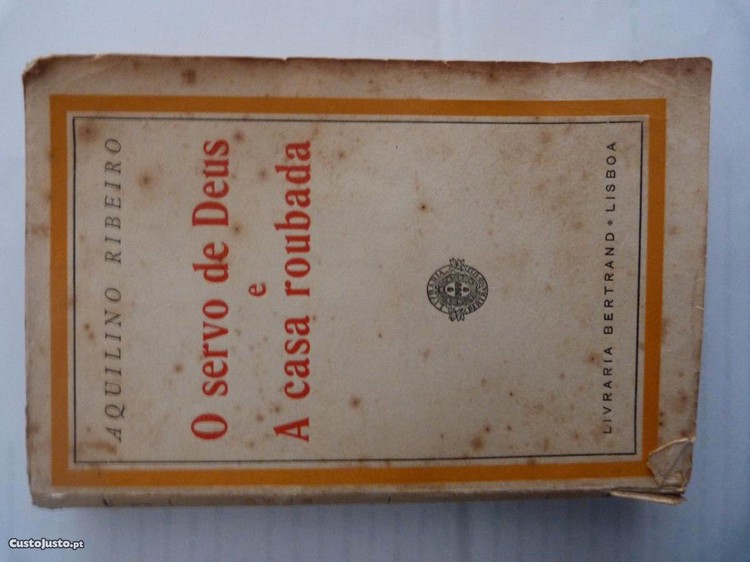 AQUILINO RIBEIRO
O servo de Deus
e
A casa roubada
LIVRARIA BERTRAND • LISBOA
CustoJusto.pt